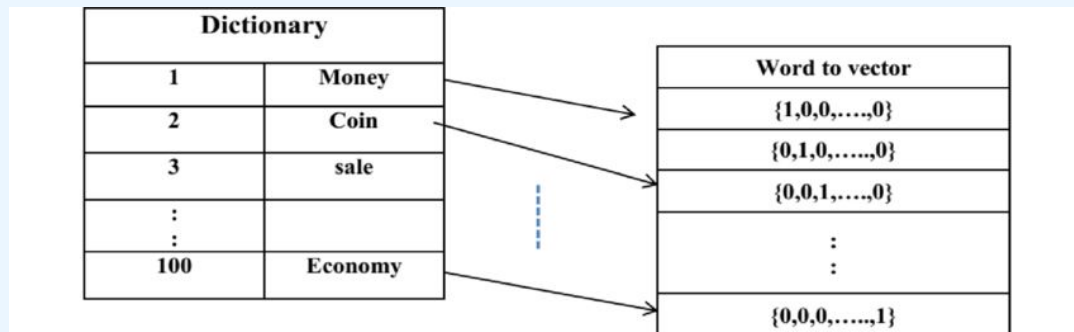 Dictionary
1 Money
2 Coin
3 sale
:
:
100 Economy
Word to vector
{1,0,0,….,0}
{0,1,0,…..,0}
{0,0,1,….,0}
:
:
{0,0,0,…..,1}